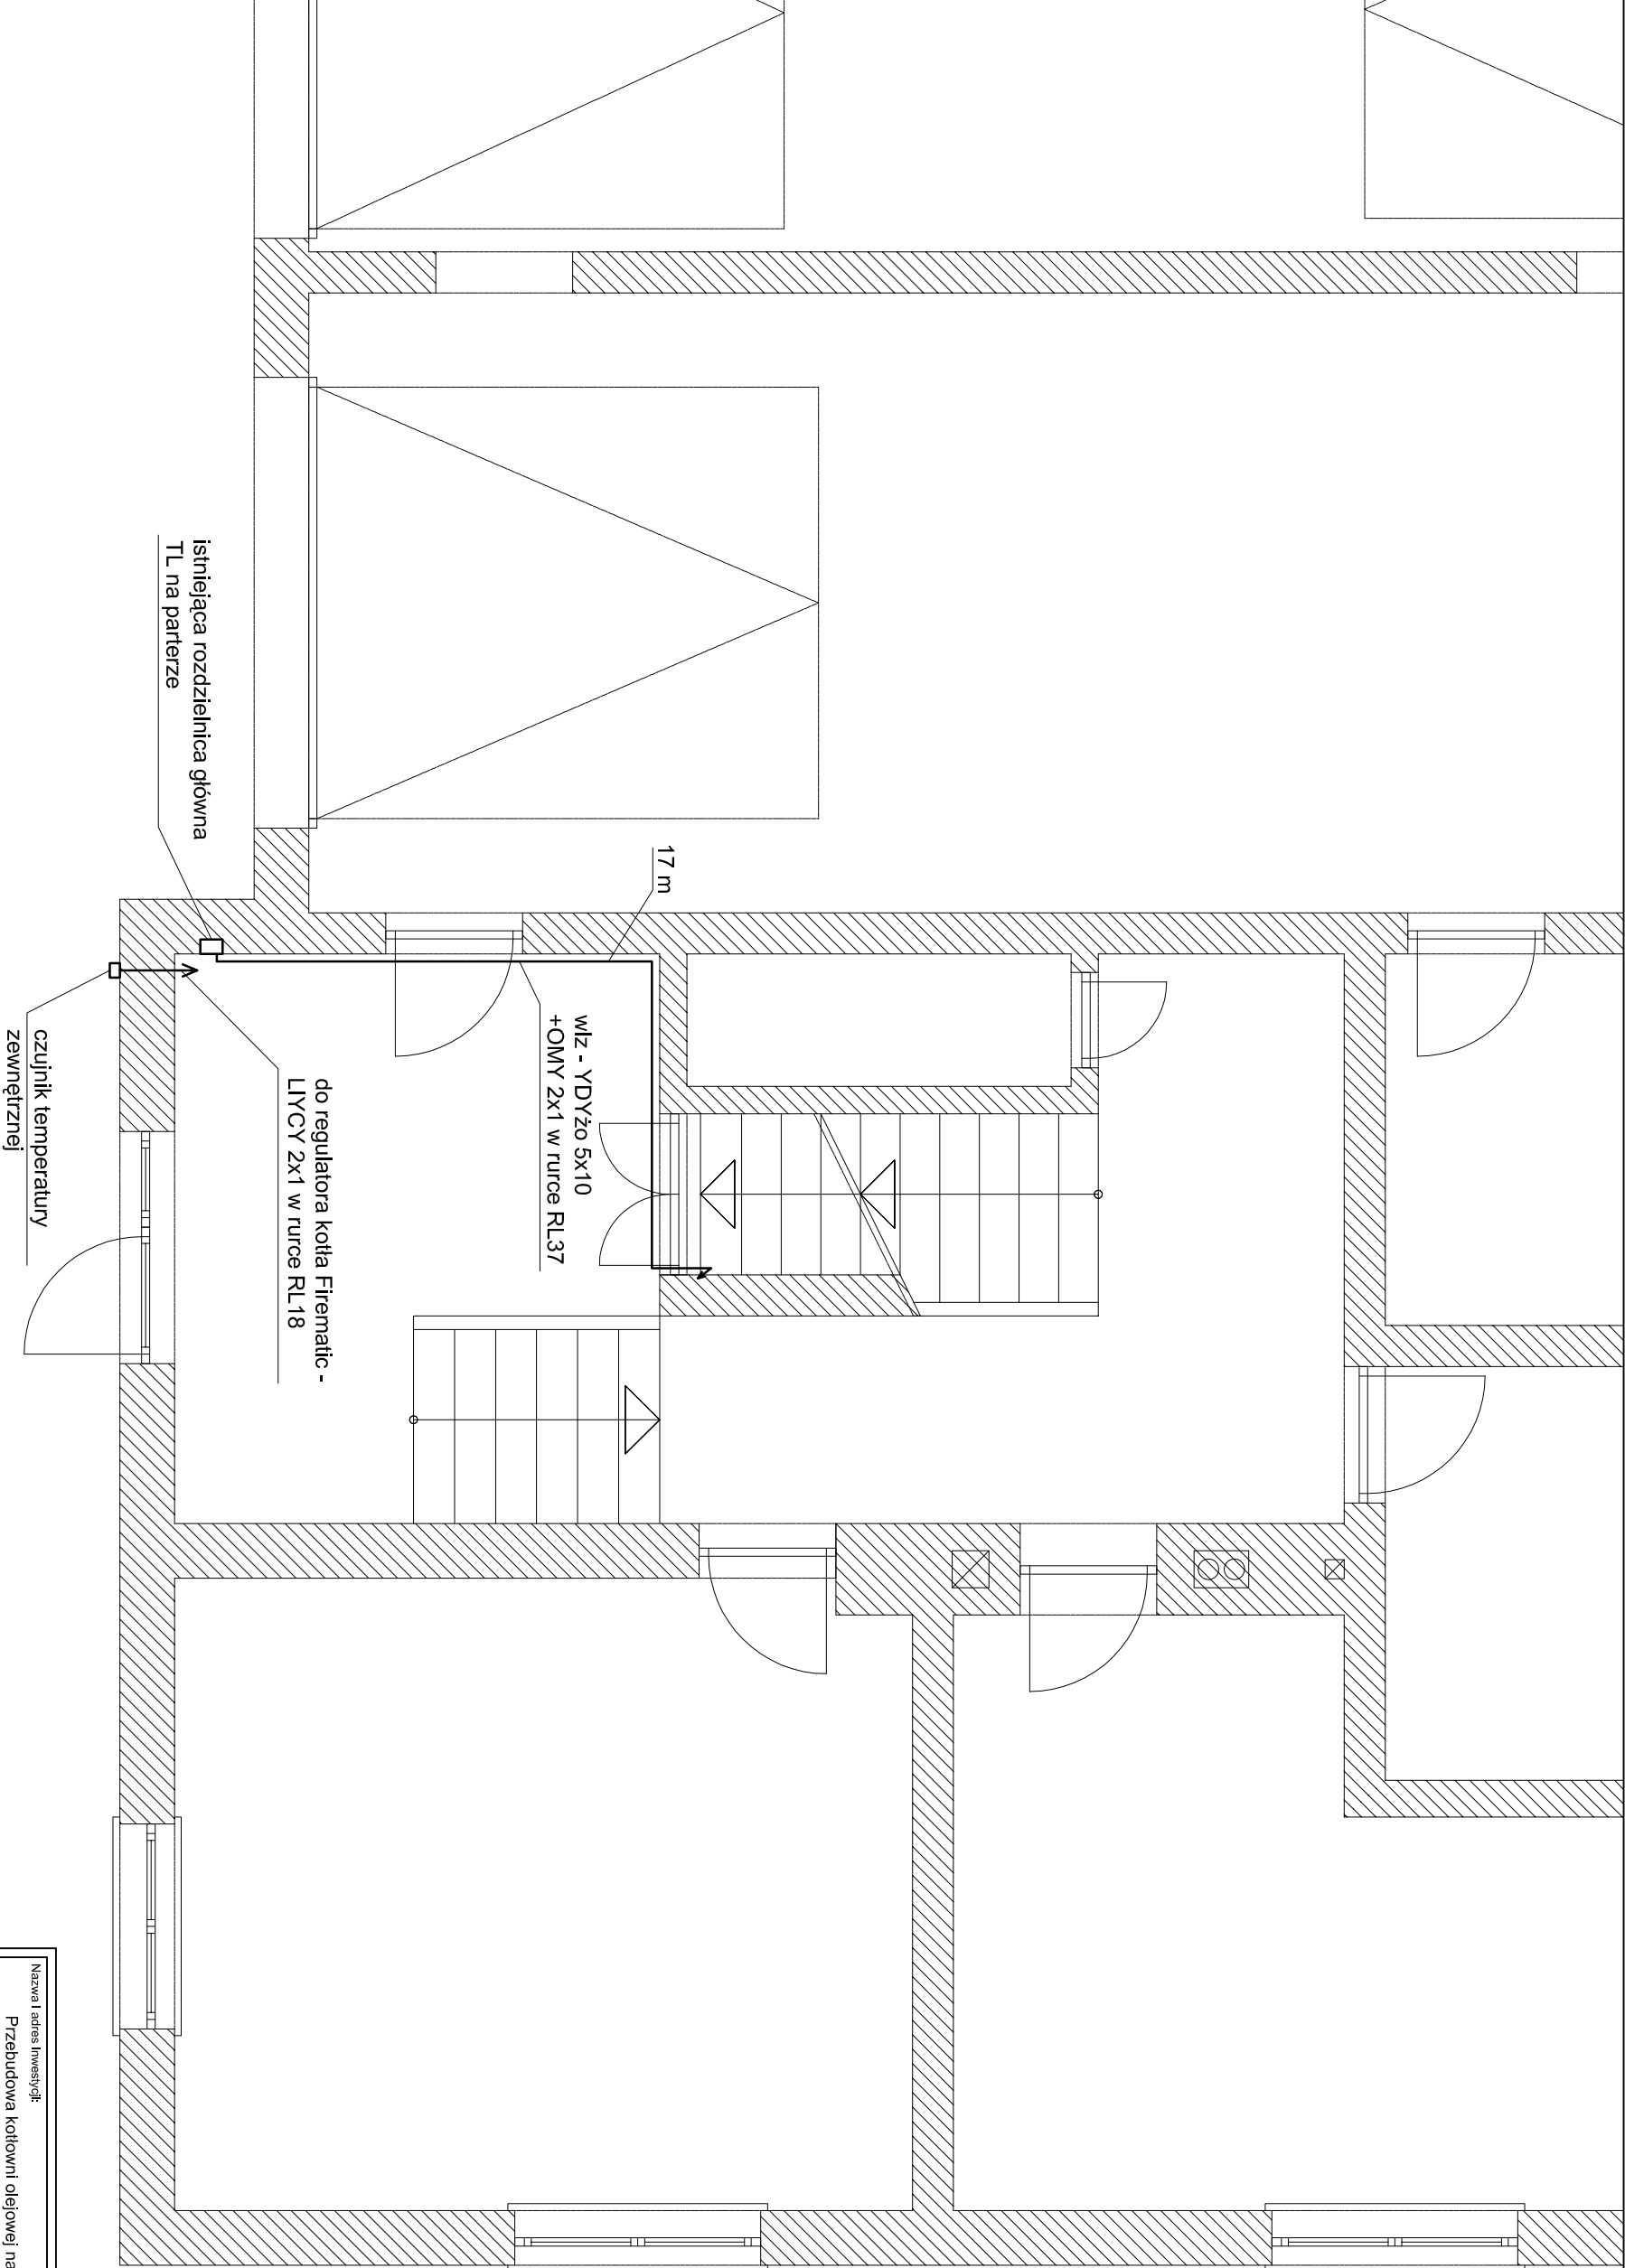 17 m
istniejąca rozdzielnica główna
TL na parterze
wlz - YDYżo 5x10
+OMY 2x1 w rurce RL37
do regulatora kotła Firematic -
LIYCY 2x1 w rurce RL18
czujnik temperatury
zewnętrznej
Nazwa i adres inwestycji:
Przebudowa kotłowni olejowej na